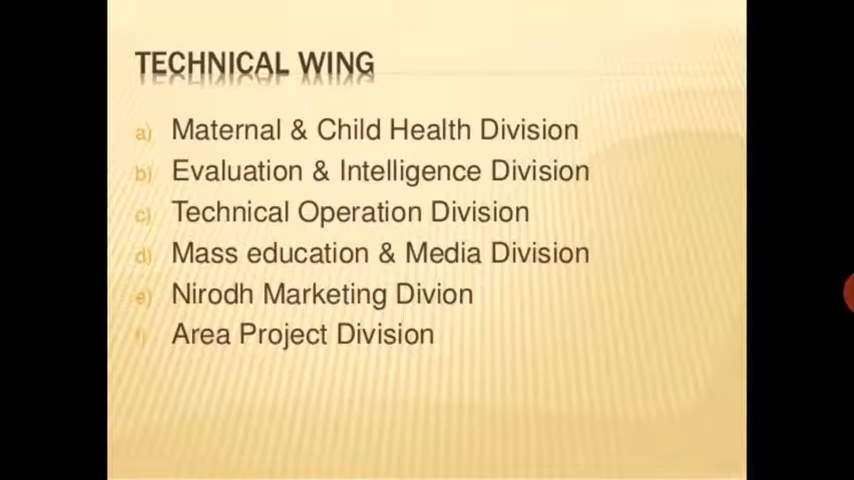 TECHNICAL WING
a) Maternal & Child Health Division
b) Evaluation & Intelligence Division
c) Technical Operation Division
d) Mass education & Media Division
e) Nirodh Marketing Divion
f) Area Project Division